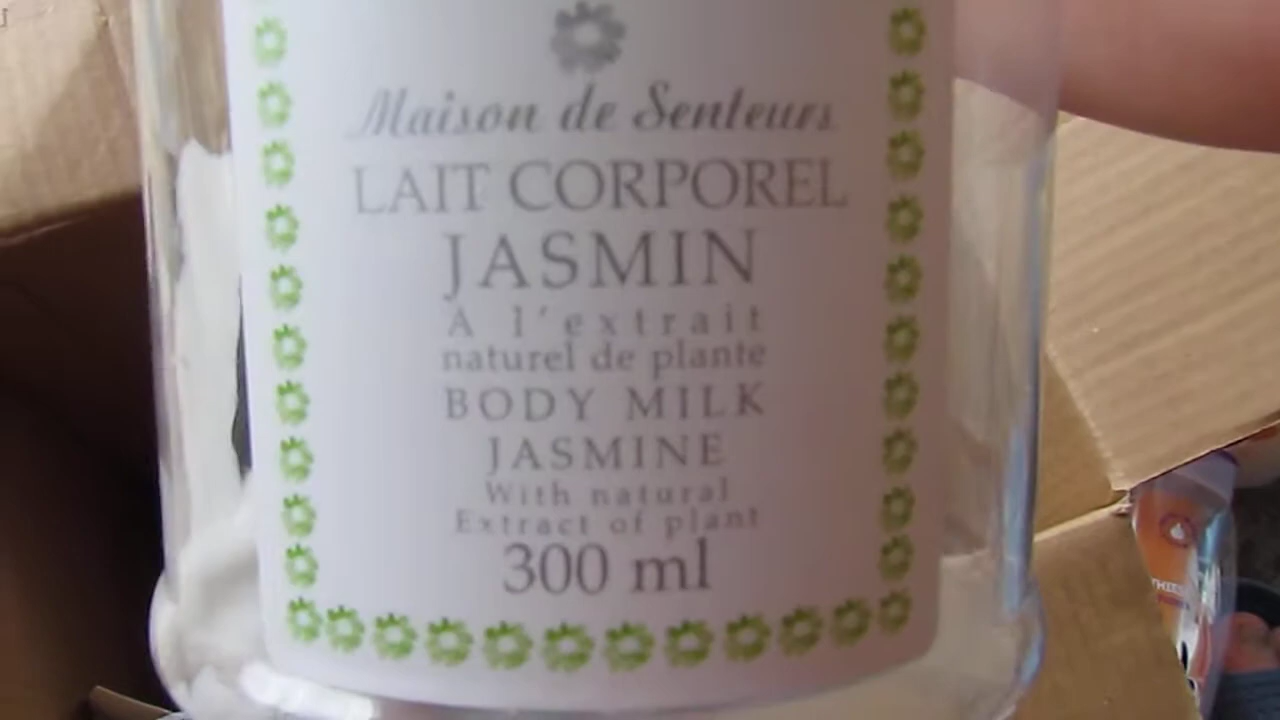 Maison de Senteurs
LAIT CORPOREL
JASMIN
A l'extrait
naturel de plante
BODY MILK
JASMINE
With natural
Extract of plant
300 ml